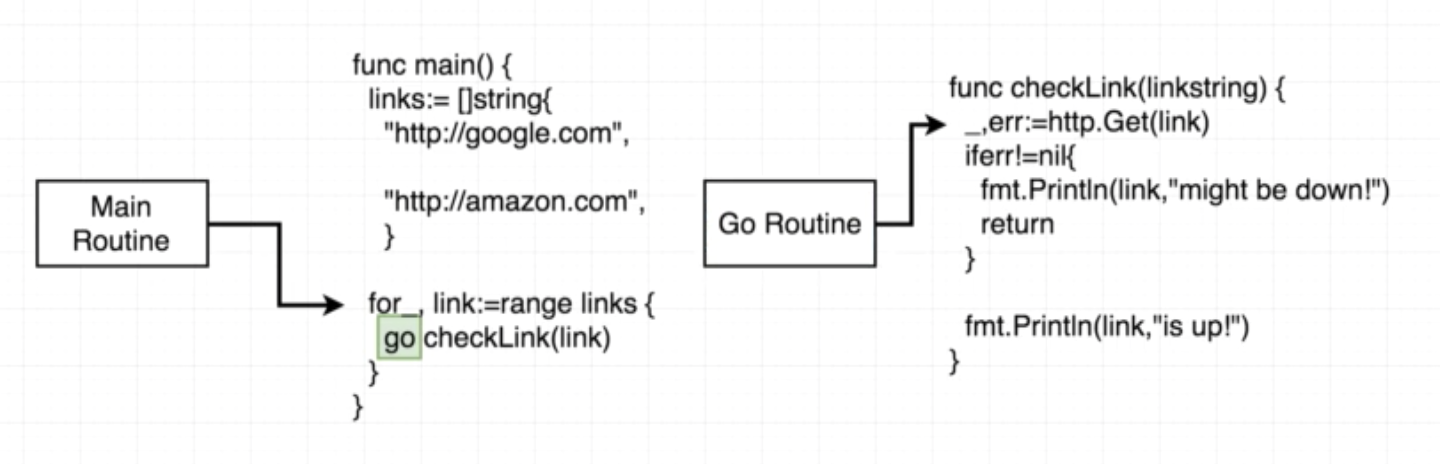 Main
Routine
func main() {
links:= []string{
"http://google.com",
"http://amazon.com",
}
for_, link:=range links {
go checkLink(link)
}
}
Go Routine
func checkLink(linkstring) {
_,err:=http.Get(link)
iferr!=nil{
fmt.Println(link,"might be down!")
return
}
fmt.Println(link,"is up!")
}